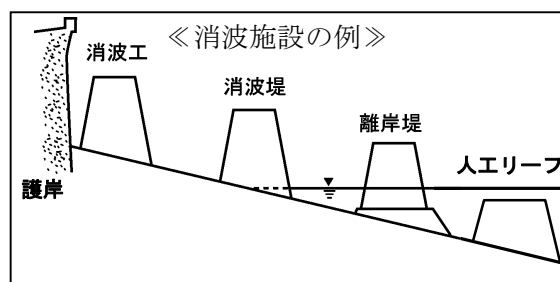 ≪消波施設の例≫
消波工
消波堤
離岸堤
人工リーフ
護岸